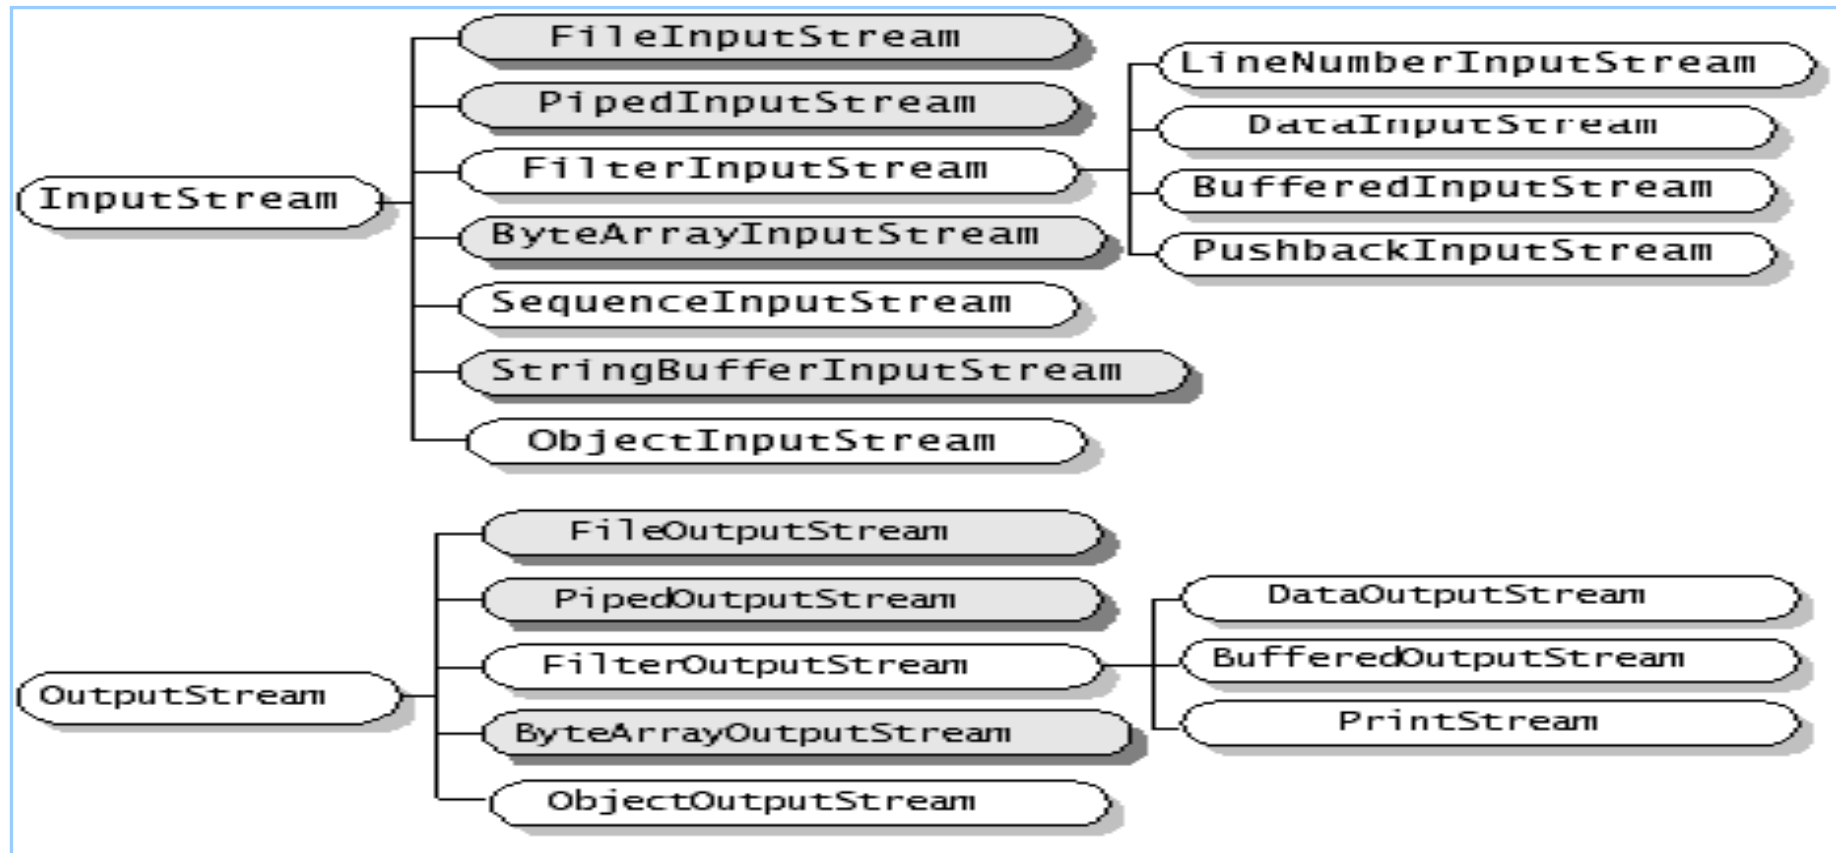 FileInputStream
LineNumberInputStream
PipedInputStream
DataInputStream
FilterInputStream
BufferedInputStream
InputStream
ByteArrayInputStream
PushbackInputStream
SequenceInputStream
StringBufferInputStream
ObjectInputStream
FileOutputStream
PipedOutputStream
DataOutputStream
FilterOutputStream
BufferedOutputStream
OutputStream
ByteArrayOutputStream
PrintStream
ObjectOutputStream